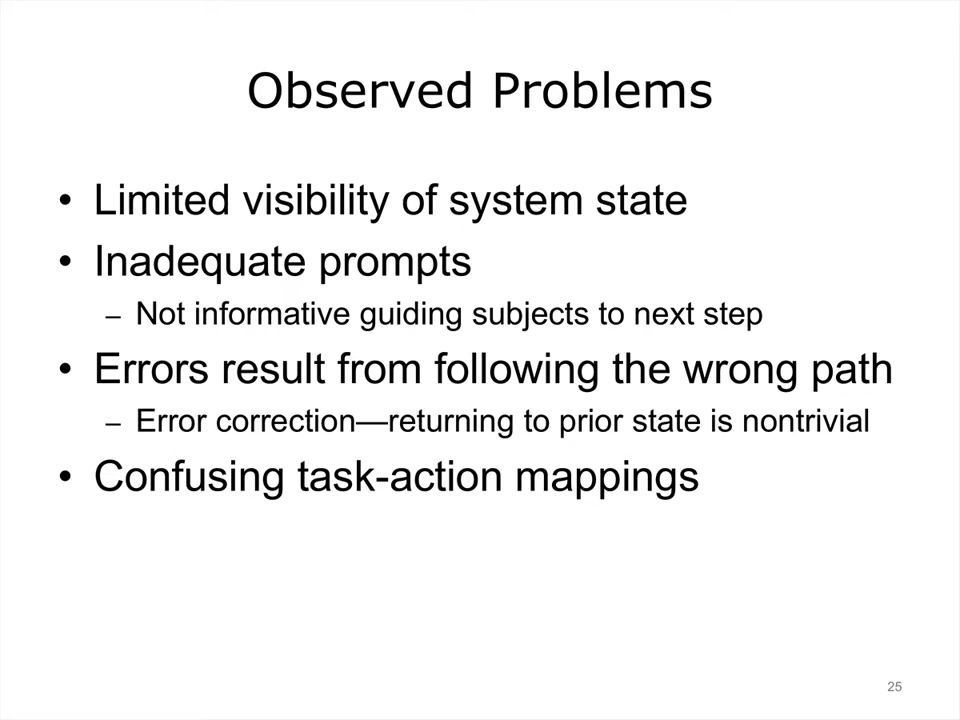 Observed Problems
• Limited visibility of system state
• Inadequate prompts
– Not informative guiding subjects to next step
• Errors result from following the wrong path
– Error correction—returning to prior state is nontrivial
• Confusing task-action mappings
25